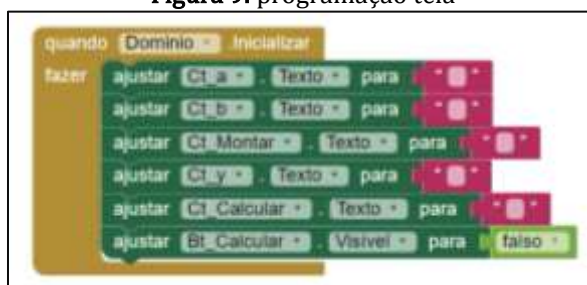 Figura 9: programação tela
quando Dominio .Inicializar
fazer ajustar Ct_a . Texto para " "
ajustar Ct_b . Texto para " "
ajustar Ct_Montar . Texto para " "
ajustar Ct_y . Texto para " "
ajustar Ct_Calcular . Texto para " "
ajustar Bt_Calcular . Visível para falso